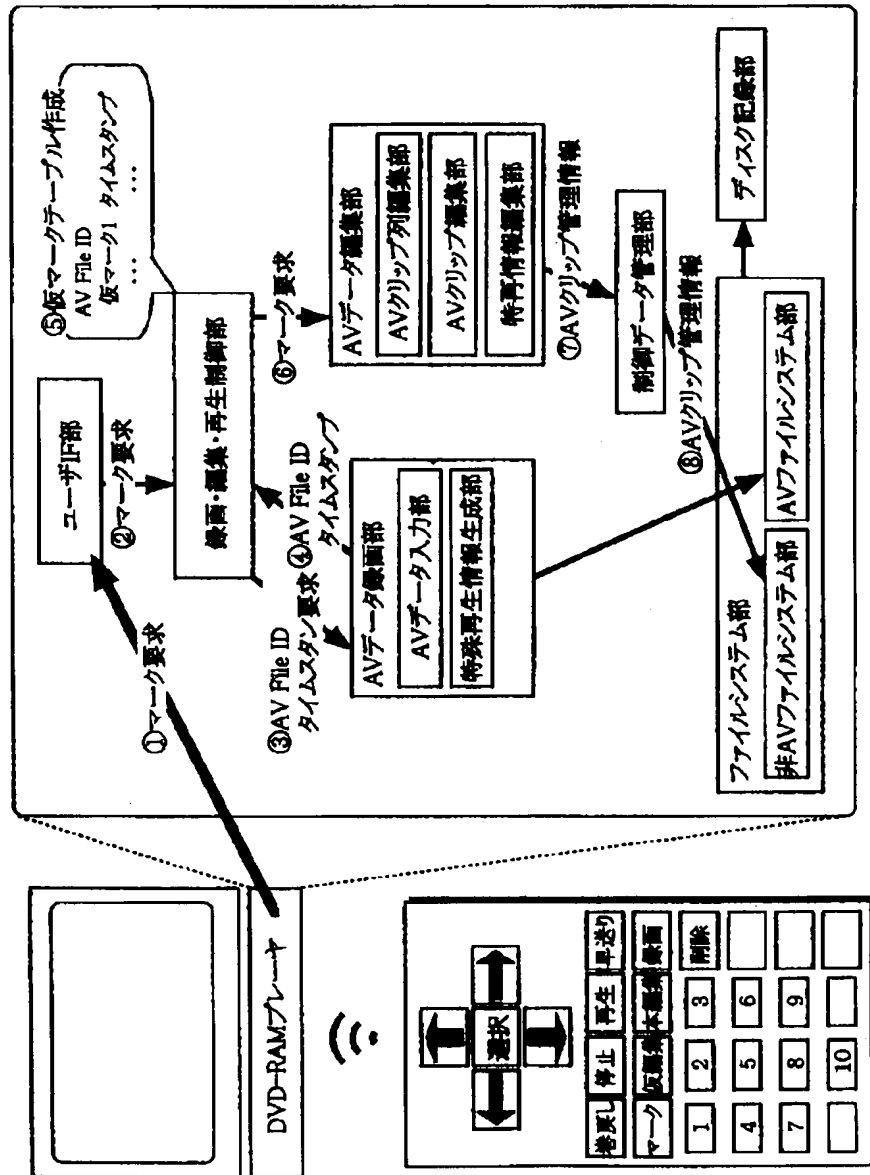 DVD-RAMプレーヤ
選択
巻戻し 停止 再生 早送り
マーク 仮編集 本編集 録画
1 2 3 削除
4 5 6
7 8 9
10
①マーク要求
ユーザIF部
②マーク要求
録画・編集・再生制御部
③AV File ID
タイムスタン要求
④AV File ID
タイムスタンプ
⑤仮マークテーブル作成
AV File ID
仮マーク1 タイムスタンプ
… …
⑥マーク要求
AVデータ録画部
AVデータ入力部
特殊再生情報生成部
AVデータ編集部
AVクリップ列編集部
AVクリップ編集部
特再情報編集部
⑦AVクリップ管理情報
制御データ管理部
⑧AVクリップ管理情報
ファイルシステム部
非AVファイルシステム部
AVファイルシステム部
ディスク記録部